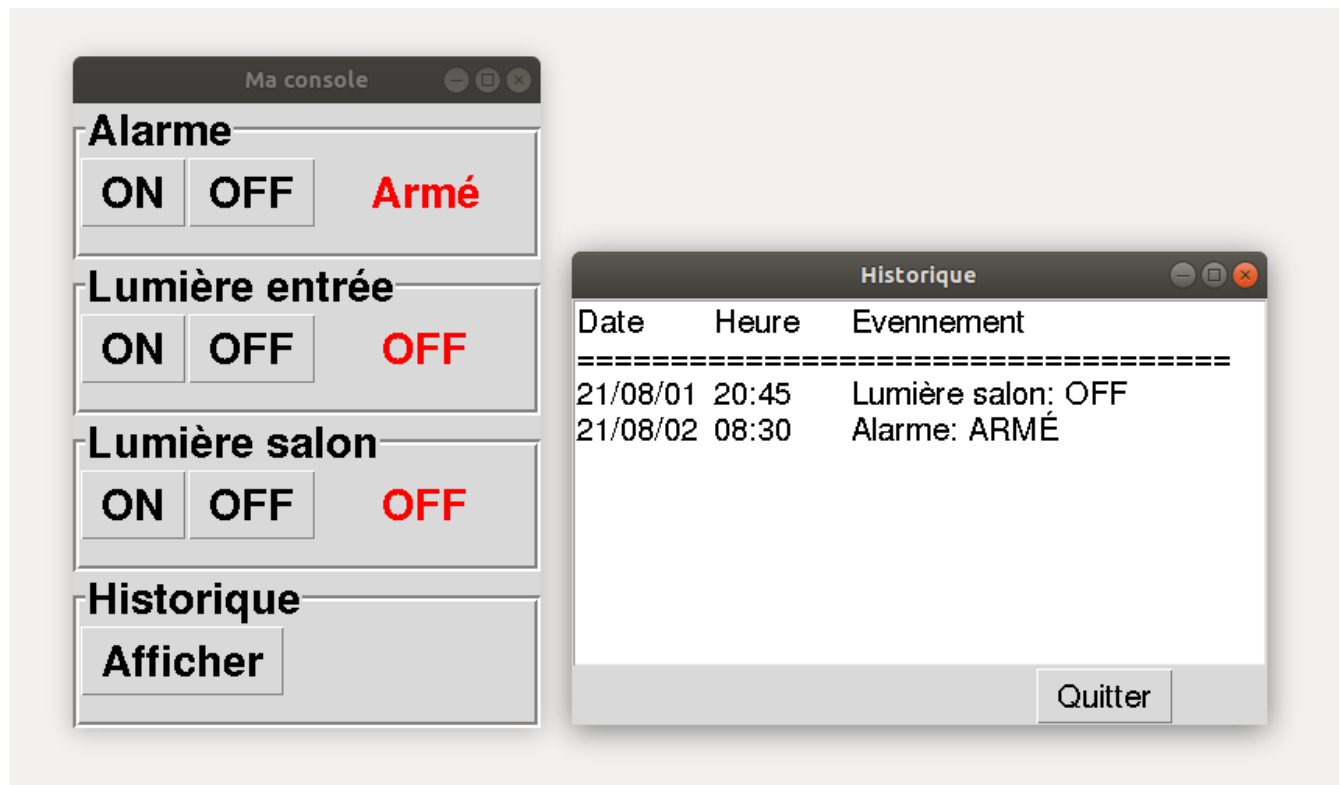 Ma console
Alarme
ON OFF Armé
Lumière entrée
ON OFF OFF
Lumière salon
ON OFF OFF
Historique
Afficher
Historique
Date Heure Evennement
===================================
21/08/01 20:45 Lumière salon: OFF
21/08/02 08:30 Alarme: ARMÉ
Quitter